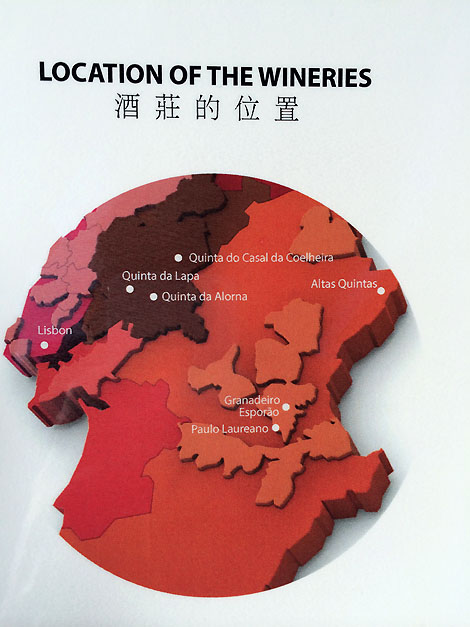 LOCATION OF THE WINERIES
酒莊的位置
Quinta do Casal da Coelheira
Quinta da Lapa
Altas Quintas
Quinta da Alorna
Lisbon
Granadeiro
Esporão
Paulo Laureano